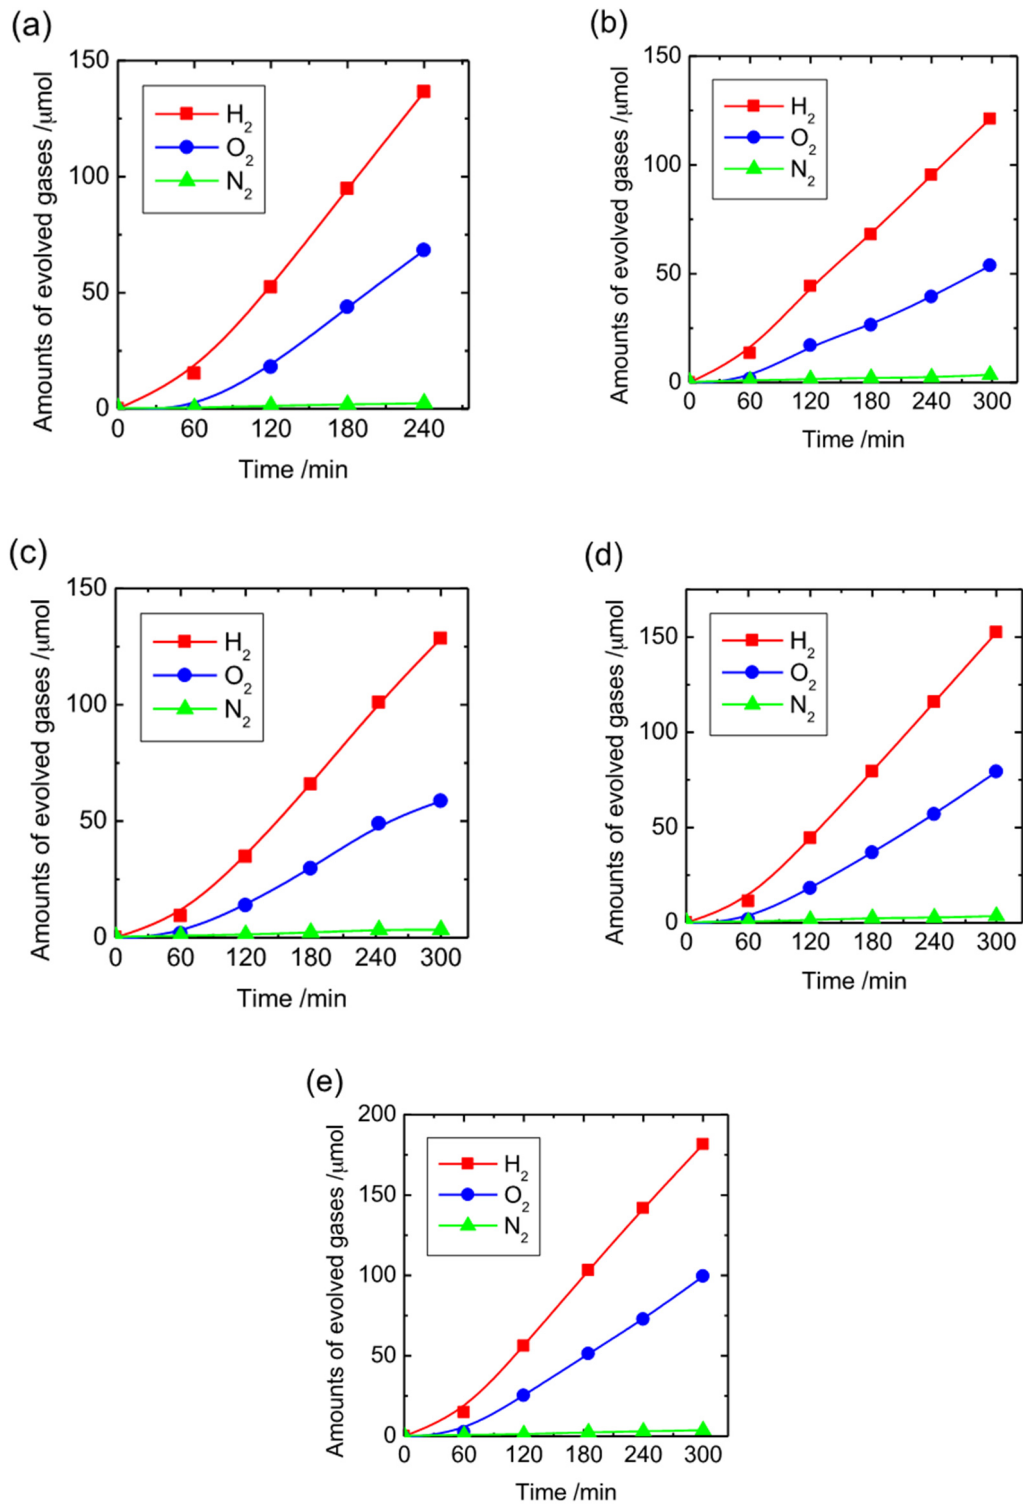 (a)
150
100
50
0
H₂
O₂
N₂
0 60 120 180 240
Time /min
Amounts of evolved gases /μmol
(b)
150
100
50
0
H₂
O₂
N₂
0 60 120 180 240 300
Time /min
Amounts of evolved gases /μmol
(c)
150
100
50
0
H₂
O₂
N₂
0 60 120 180 240 300
Time /min
Amounts of evolved gases /μmol
(d)
150
100
50
0
H₂
O₂
N₂
0 60 120 180 240 300
Time /min
Amounts of evolved gases /μmol
(e)
200
150
100
50
0
H₂
O₂
N₂
0 60 120 180 240 300
Time /min
Amounts of evolved gases /μmol